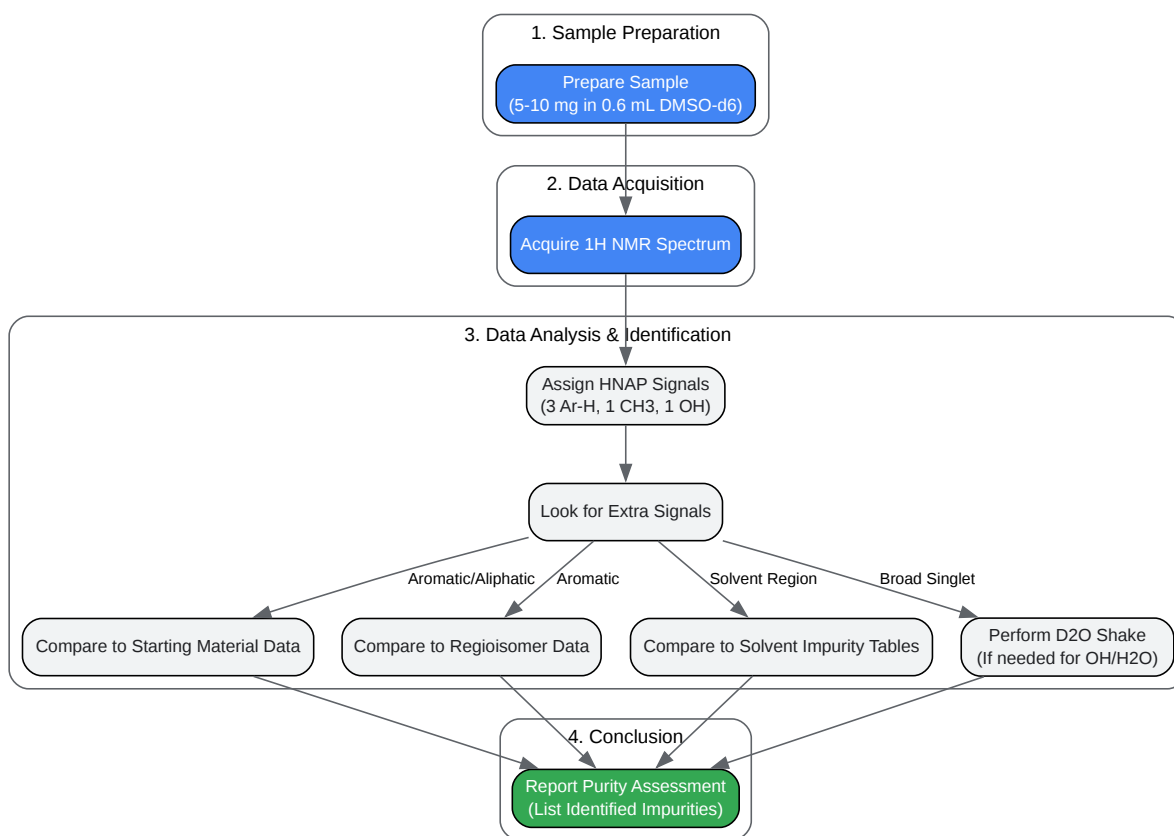 1. Sample Preparation
Prepare Sample
(5-10 mg in 0.6 mL DMSO-d6)
2. Data Acquisition
Acquire 1H NMR Spectrum
3. Data Analysis & Identification
Assign HNAP Signals
(3 Ar-H, 1 CH3, 1 OH)
Look for Extra Signals
Aromatic/Aliphatic
Aromatic
Solvent Region
Broad Singlet
Compare to Starting Material Data
Compare to Regioisomer Data
Compare to Solvent Impurity Tables
Perform D2O Shake
(If needed for OH/H2O)
4. Conclusion
Report Purity Assessment
(List Identified Impurities)